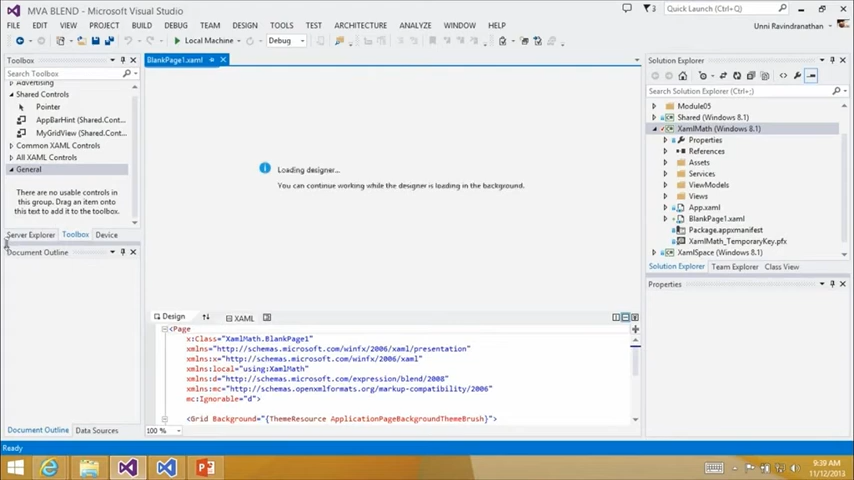 MVA BLEND - Microsoft Visual Studio
Quick Launch (Ctrl+Q)
FILE EDIT VIEW PROJECT BUILD DEBUG TEAM FORMAT DESIGN TOOLS TEST ARCHITECTURE ANALYZE WINDOW HELP
Unni Ravindranathan
Local Machine Debug
Toolbox
Search Toolbox
Advertising
Shared Controls
Pointer
AppBarHint (Shared.Cont...
MyGridView (Shared.Cont...
Common XAML Controls
All XAML Controls
General
There are no usable controls in
this group. Drag an item onto
this text to add it to the toolbox.
Server Explorer Toolbox Device
Document Outline
Document Outline Data Sources
BlankPage1.xaml
Loading designer...
You can continue working while the designer is loading in the background.
Design XAML
<Page
x:Class="XamlMath.BlankPage1"
xmlns="http://schemas.microsoft.com/winfx/2006/xaml/presentation"
xmlns:x="http://schemas.microsoft.com/winfx/2006/xaml"
xmlns:local="using:XamlMath"
xmlns:d="http://schemas.microsoft.com/expression/blend/2008"
xmlns:mc="http://schemas.openxmlformats.org/markup-compatibility/2006"
mc:Ignorable="d">
<Grid Background="{ThemeResource ApplicationPageBackgroundThemeBrush}">
100 %
Solution Explorer
Search Solution Explorer (Ctrl+;)
Module05
Shared (Windows 8.1)
XamlMath (Windows 8.1)
Properties
References
Assets
Services
ViewModels
Views
App.xaml
BlankPage1.xaml
Package.appxmanifest
XamlMath_TemporaryKey.pfx
XamlSpace (Windows 8.1)
Solution Explorer Team Explorer Class View
Properties
Ready
9:39 AM
11/12/2013